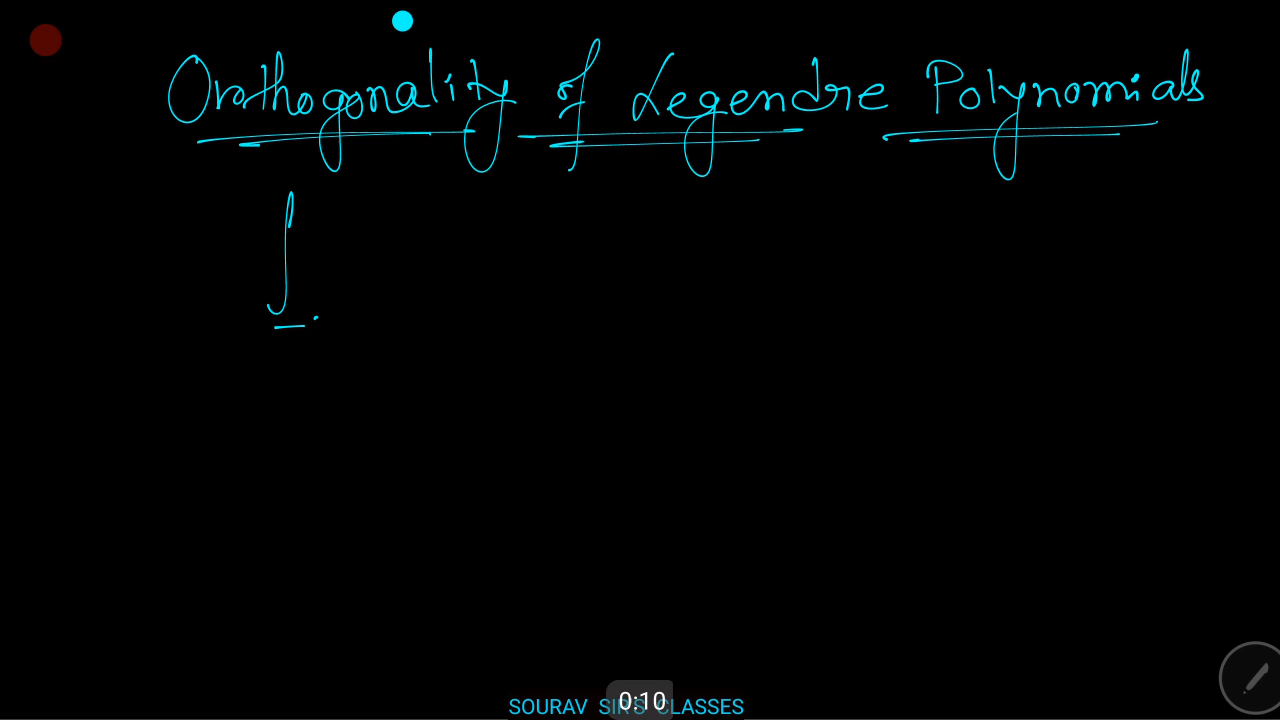 Orthogonality of Legendre Polynomials
∫
SOURAV SIR'S CLASSES
0:10